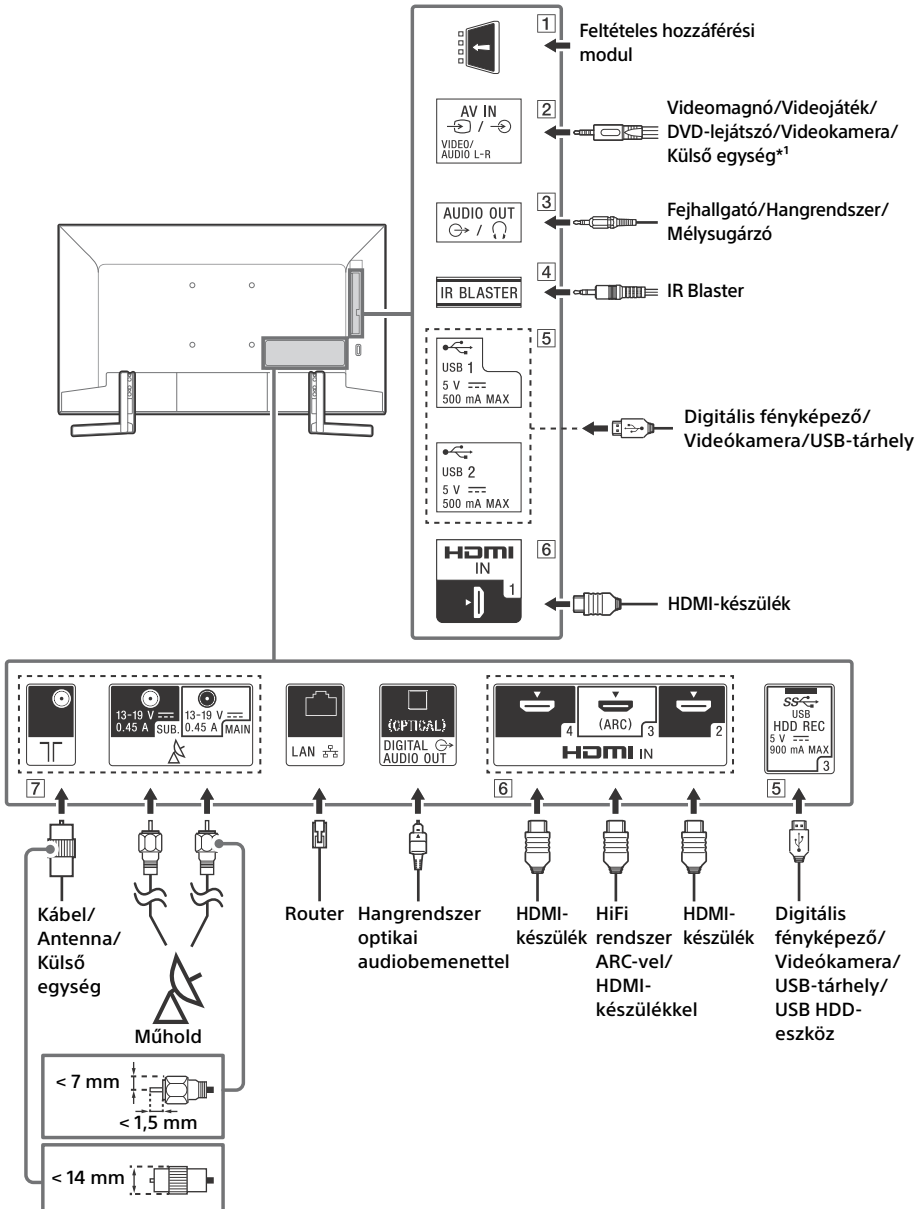 1
Feltételes hozzáférési
modul
AV IN
/
VIDEO/
AUDIO L-R
2
Videomagnó/Videojáték/
DVD-lejátszó/Videokamera/
Külső egység*1
AUDIO OUT
/
3
Fejhallgató/Hangrendszer/
Mélysugárzó
4
IR BLASTER
IR Blaster
5
USB 1
5 V
500 mA MAX
Digitális fényképező/
Videókamera/USB-tárhely
USB 2
5 V
500 mA MAX
HDMI
IN
1
6
HDMI-készülék
13-19 V
0.45 A
SUB.
13-19 V
0.45 A
MAIN
LAN
(OPTICAL)
DIGITAL
AUDIO OUT
4
(ARC)
3
2
HDMI IN
SS
USB
HDD REC
5 V
900 mA MAX
3
7
6
5
Kábel/
Antenna/
Külső
egység
Műhold
Router
Hangrendszer
optikai
audiobemenettel
HDMI-
készülék
HiFi
rendszer
ARC-vel/
HDMI-
készülékkel
HDMI-
készülék
Digitális
fényképező/
Videókamera/
USB-tárhely/
USB HDD-
eszköz
< 7 mm
< 1,5 mm
< 14 mm